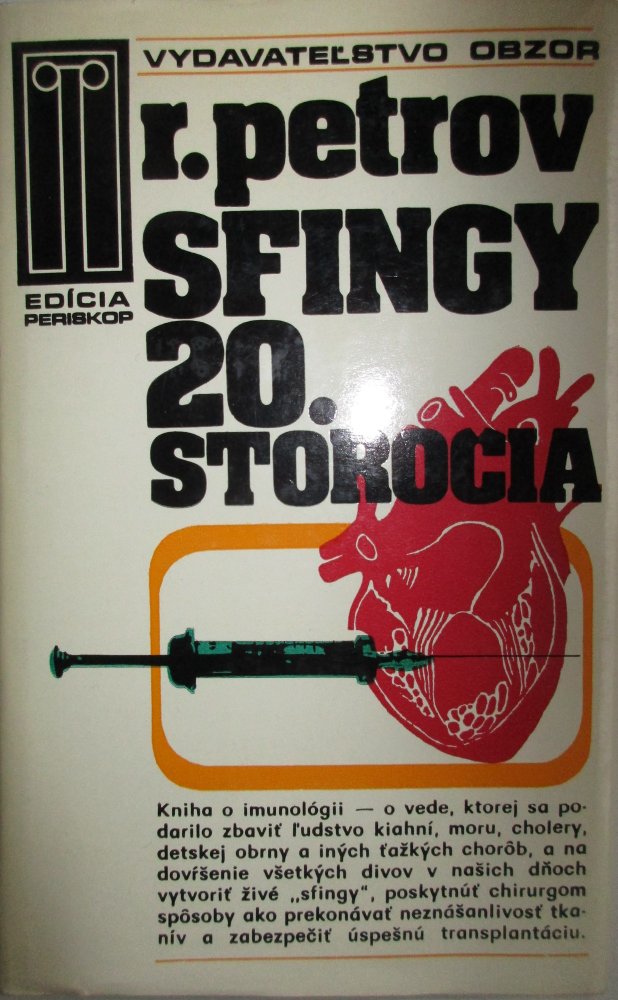 VYDAVATEĽSTVO OBZOR
r.petrov
SFINGY
EDÍCIA
PERISKOP
20.
STOROCIA
Kniha o imunológii — o vede, ktorej sa po-
darilo zbaviť ľudstvo kiahní, moru, cholery,
detskej obrny a iných ťažkých chorôb, a na
dovŕšenie všetkých divov v našich dňoch
vytvoriť živé „sfingy“, poskytnúť chirurgom
spôsoby ako prekonávať neznášanlivosť tka-
nív a zabezpečiť úspešnú transplantáciu.